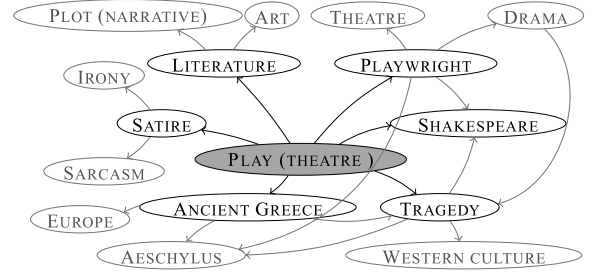 PLOT (NARRATIVE)
ART
THEATRE
DRAMA
LITERATURE
PLAYWRIGHT
IRONY
SATIRE
SHAKESPEARE
PLAY (THEATRE )
SARCASM
ANCIENT GREECE
TRAGEDY
EUROPE
AESCHYLUS
WESTERN CULTURE